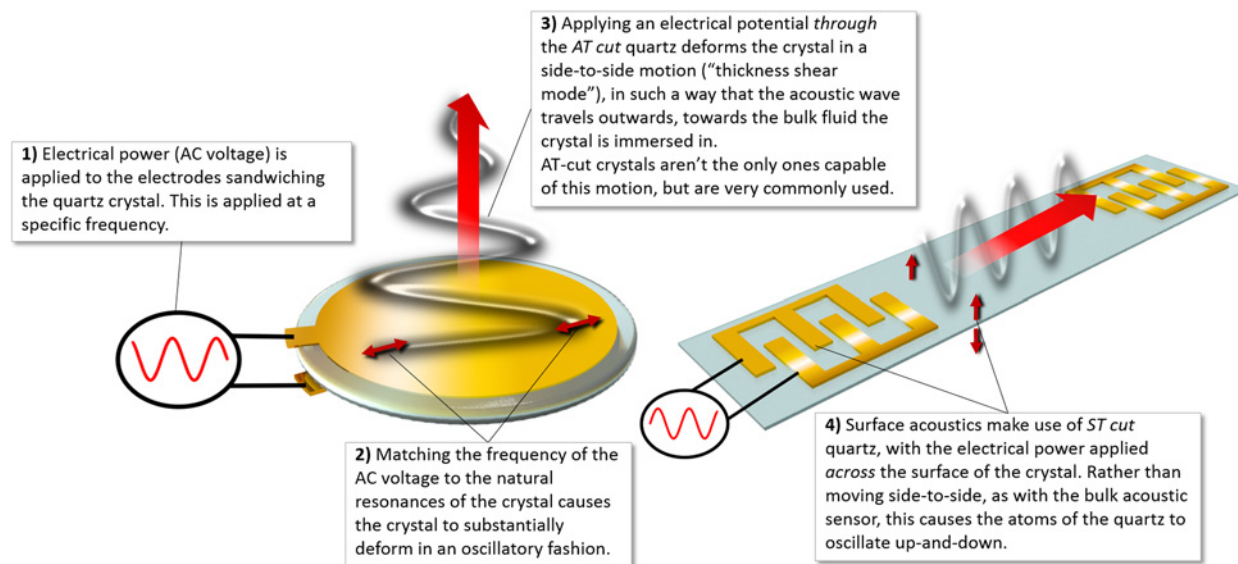 1) Electrical power (AC voltage) is
applied to the electrodes sandwiching
the quartz crystal. This is applied at a
specific frequency.
2) Matching the frequency of the
AC voltage to the natural
resonances of the crystal causes
the crystal to substantially
deform in an oscillatory fashion.
3) Applying an electrical potential through
the AT cut quartz deforms the crystal in a
side-to-side motion (“thickness shear
mode”), in such a way that the acoustic wave
travels outwards, towards the bulk fluid the
crystal is immersed in.
AT-cut crystals aren’t the only ones capable
of this motion, but are very commonly used.
4) Surface acoustics make use of ST cut
quartz, with the electrical power applied
across the surface of the crystal. Rather than
moving side-to-side, as with the bulk acoustic
sensor, this causes the atoms of the quartz to
oscillate up-and-down.